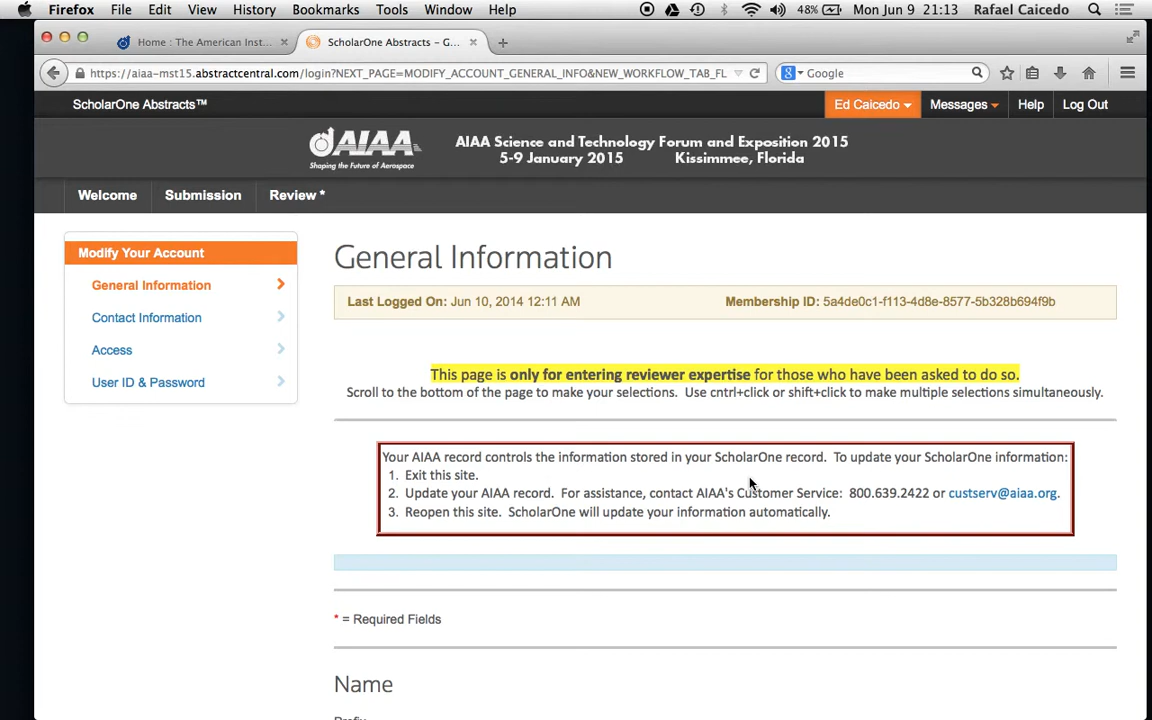 Firefox File Edit View History Bookmarks Tools Window Help 48% Mon Jun 9 21:13 Rafael Caicedo
Home : The American Inst... ScholarOne Abstracts – G...
https://aiaa-mst15.abstractcentral.com/login?NEXT_PAGE=MODIFY_ACCOUNT_GENERAL_INFO&NEW_WORKFLOW_TAB_FL Google
ScholarOne Abstracts™ Ed Caicedo Messages Help Log Out
AIAA AIAA Science and Technology Forum and Exposition 2015
Shaping the Future of Aerospace 5-9 January 2015 Kissimmee, Florida
Welcome Submission Review *
Modify Your Account
General Information
Contact Information
Access
User ID & Password
General Information
Last Logged On: Jun 10, 2014 12:11 AM Membership ID: 5a4de0c1-f113-4d8e-8577-5b328b694f9b
This page is only for entering reviewer expertise for those who have been asked to do so.
Scroll to the bottom of the page to make your selections. Use cntrl+click or shift+click to make multiple selections simultaneously.
Your AIAA record controls the information stored in your ScholarOne record. To update your ScholarOne information:
1. Exit this site.
2. Update your AIAA record. For assistance, contact AIAA's Customer Service: 800.639.2422 or custserv@aiaa.org.
3. Reopen this site. ScholarOne will update your information automatically.
* = Required Fields
Name
Prefix